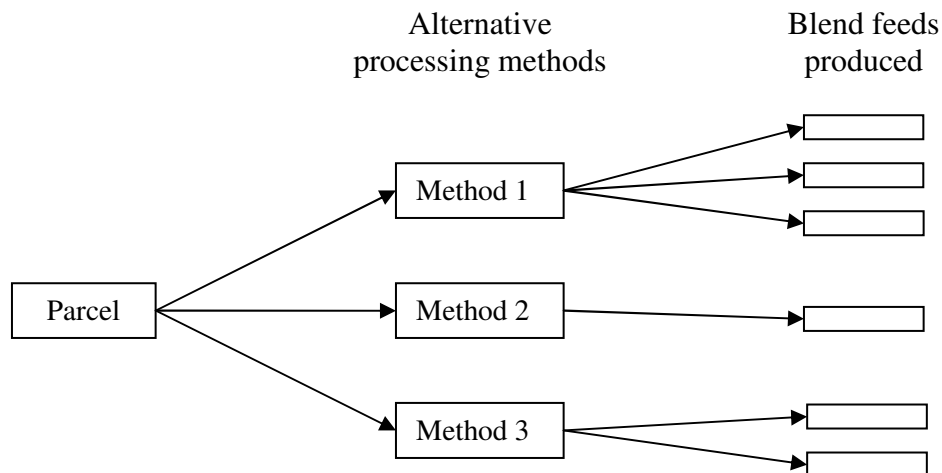 Alternative
processing methods
Blend feeds
produced
Method 1
Parcel
Method 2
Method 3